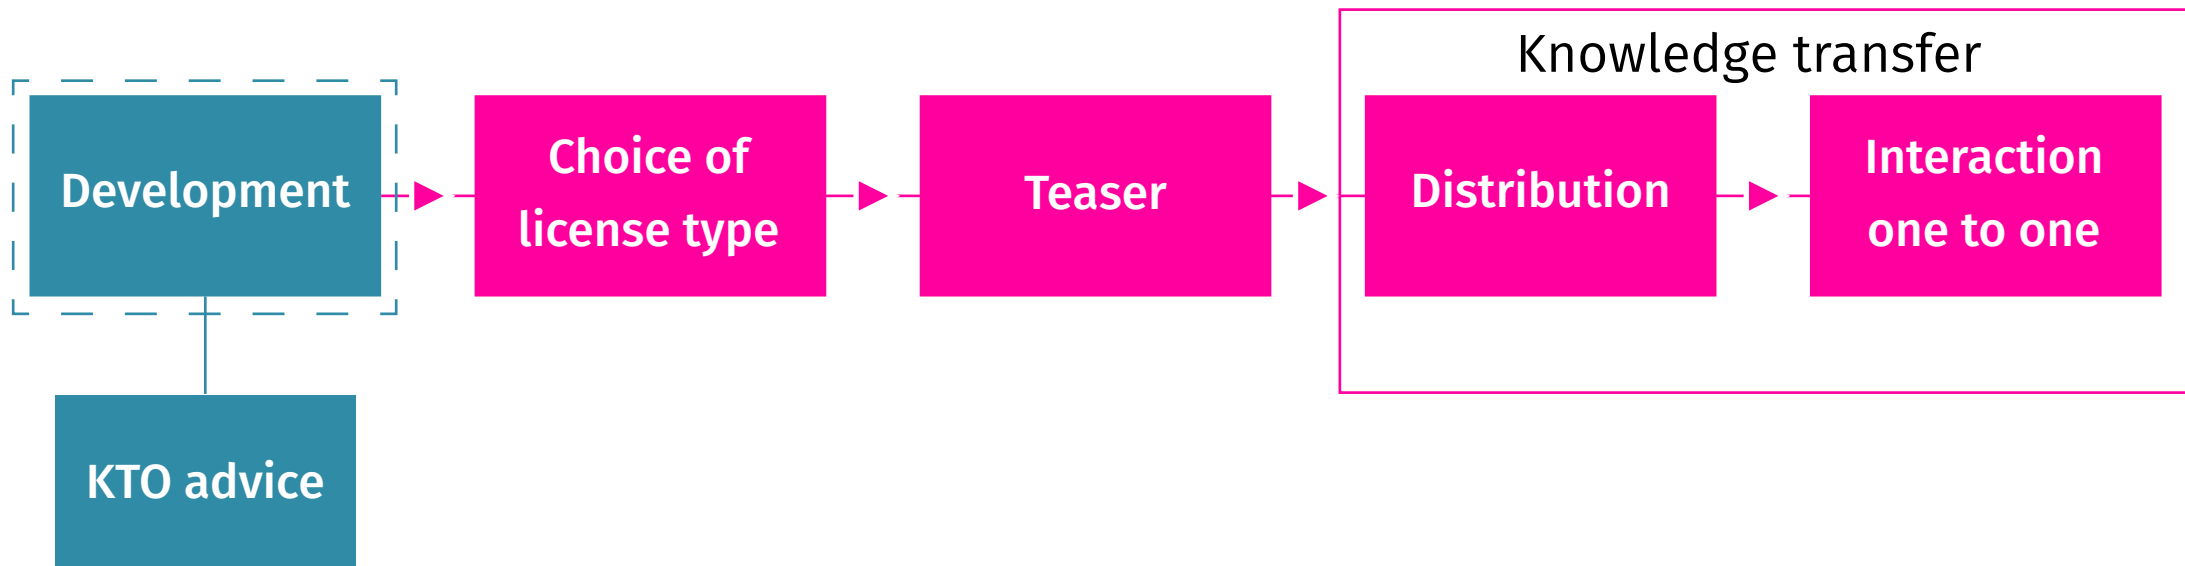 Knowledge transfer
Development
Choice of
license type
Teaser
Distribution
Interaction
one to one
KTO advice